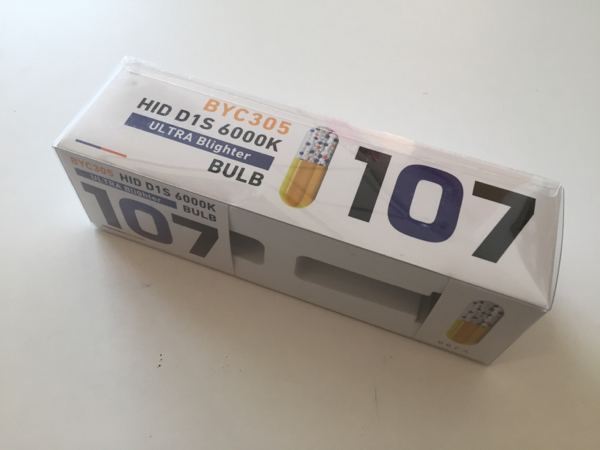 BYC305
HID D1S 6000K
ULTRA Blighter
BULB
107
BYC305 HID D1S 6000K
ULTRA Blighter BULB
107